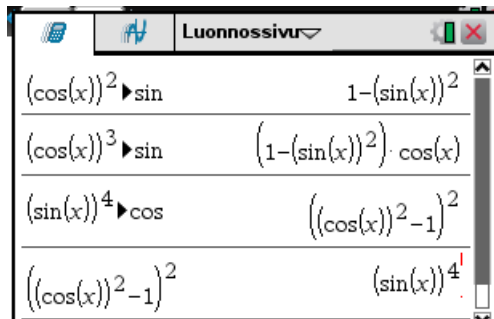 Luonnossivu
(cos(x))²▶sin 1-(sin(x))²
(cos(x))³▶sin (1-(sin(x))²)· cos(x)
(sin(x))⁴▶cos ((cos(x))²-1)²
((cos(x))²-1)² (sin(x))⁴